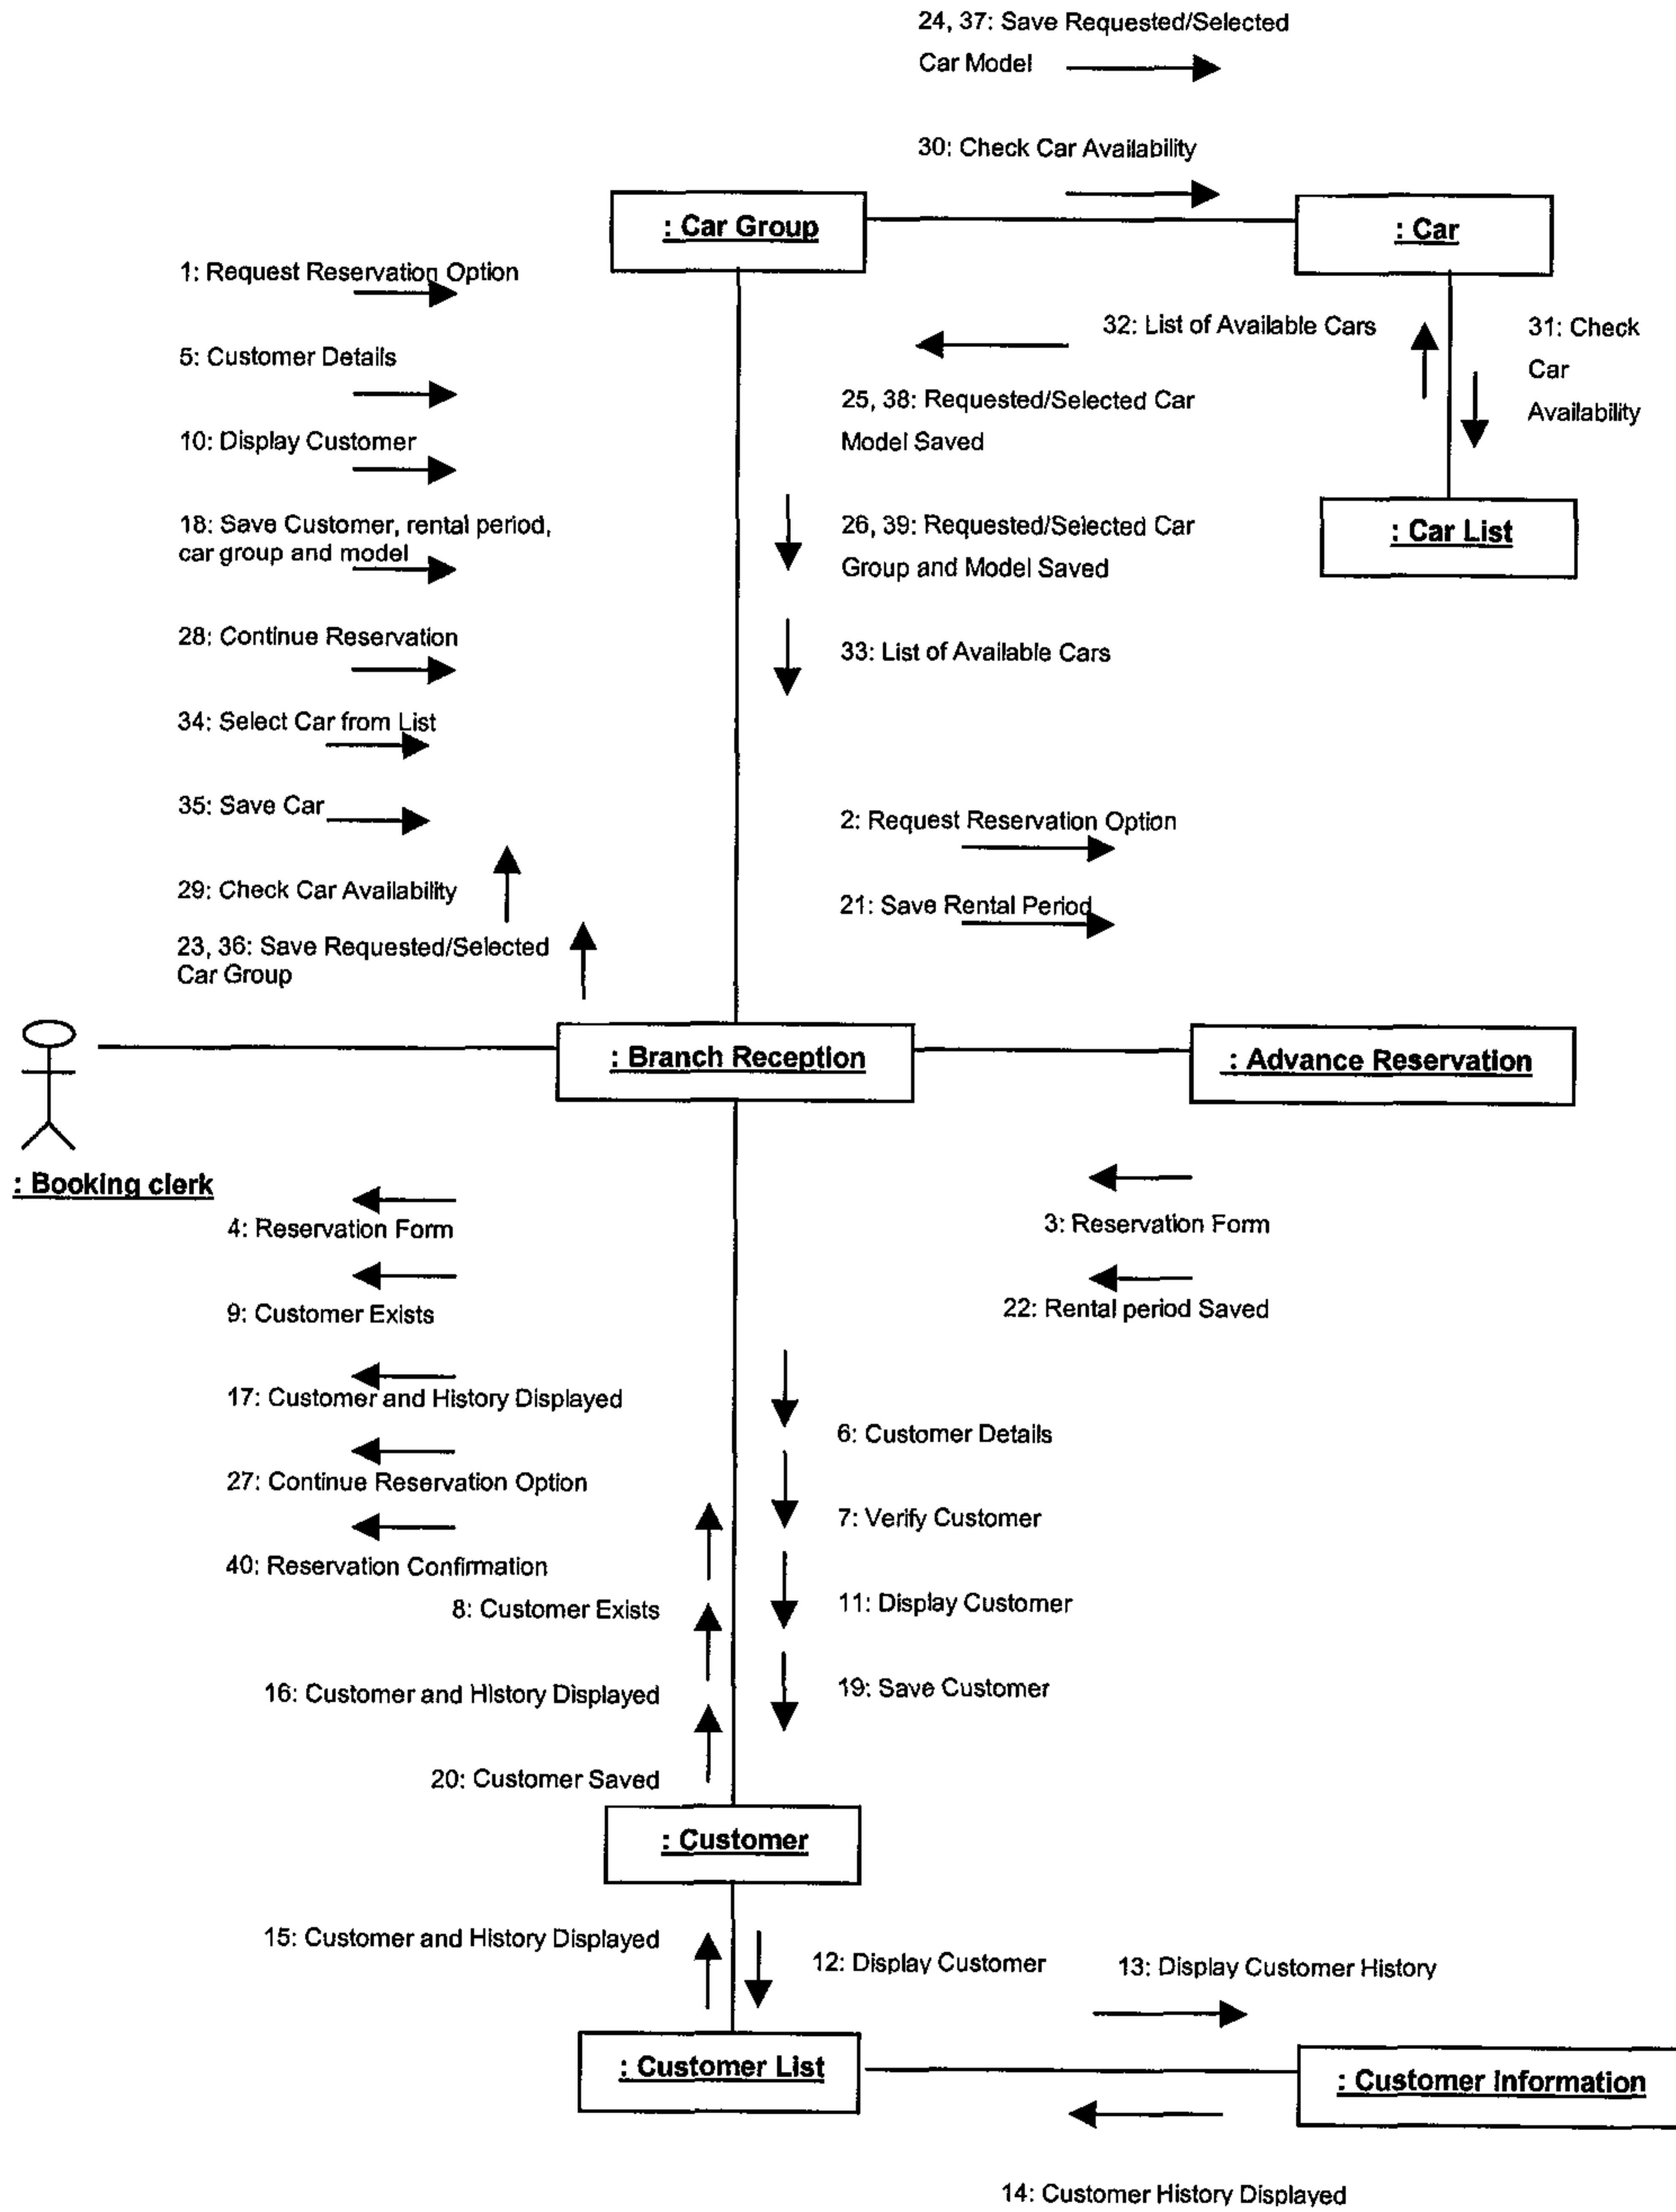 24, 37: Save Requested/Selected
Car Model
30: Check Car Availability
: Car Group
: Car
1: Request Reservation Option
32: List of Available Cars
31: Check
Car
Availability
5: Customer Details
25, 38: Requested/Selected Car
Model Saved
10: Display Customer
18: Save Customer, rental period,
car group and model
26, 39: Requested/Selected Car
Group and Model Saved
: Car List
28: Continue Reservation
33: List of Available Cars
34: Select Car from List
35: Save Car
2: Request Reservation Option
29: Check Car Availability
21: Save Rental Period
23, 36: Save Requested/Selected
Car Group
: Branch Reception
: Advance Reservation
: Booking clerk
4: Reservation Form
3: Reservation Form
9: Customer Exists
22: Rental period Saved
17: Customer and History Displayed
6: Customer Details
27: Continue Reservation Option
7: Verify Customer
40: Reservation Confirmation
8: Customer Exists
11: Display Customer
16: Customer and History Displayed
19: Save Customer
20: Customer Saved
: Customer
15: Customer and History Displayed
12: Display Customer
13: Display Customer History
: Customer List
: Customer Information
14: Customer History Displayed